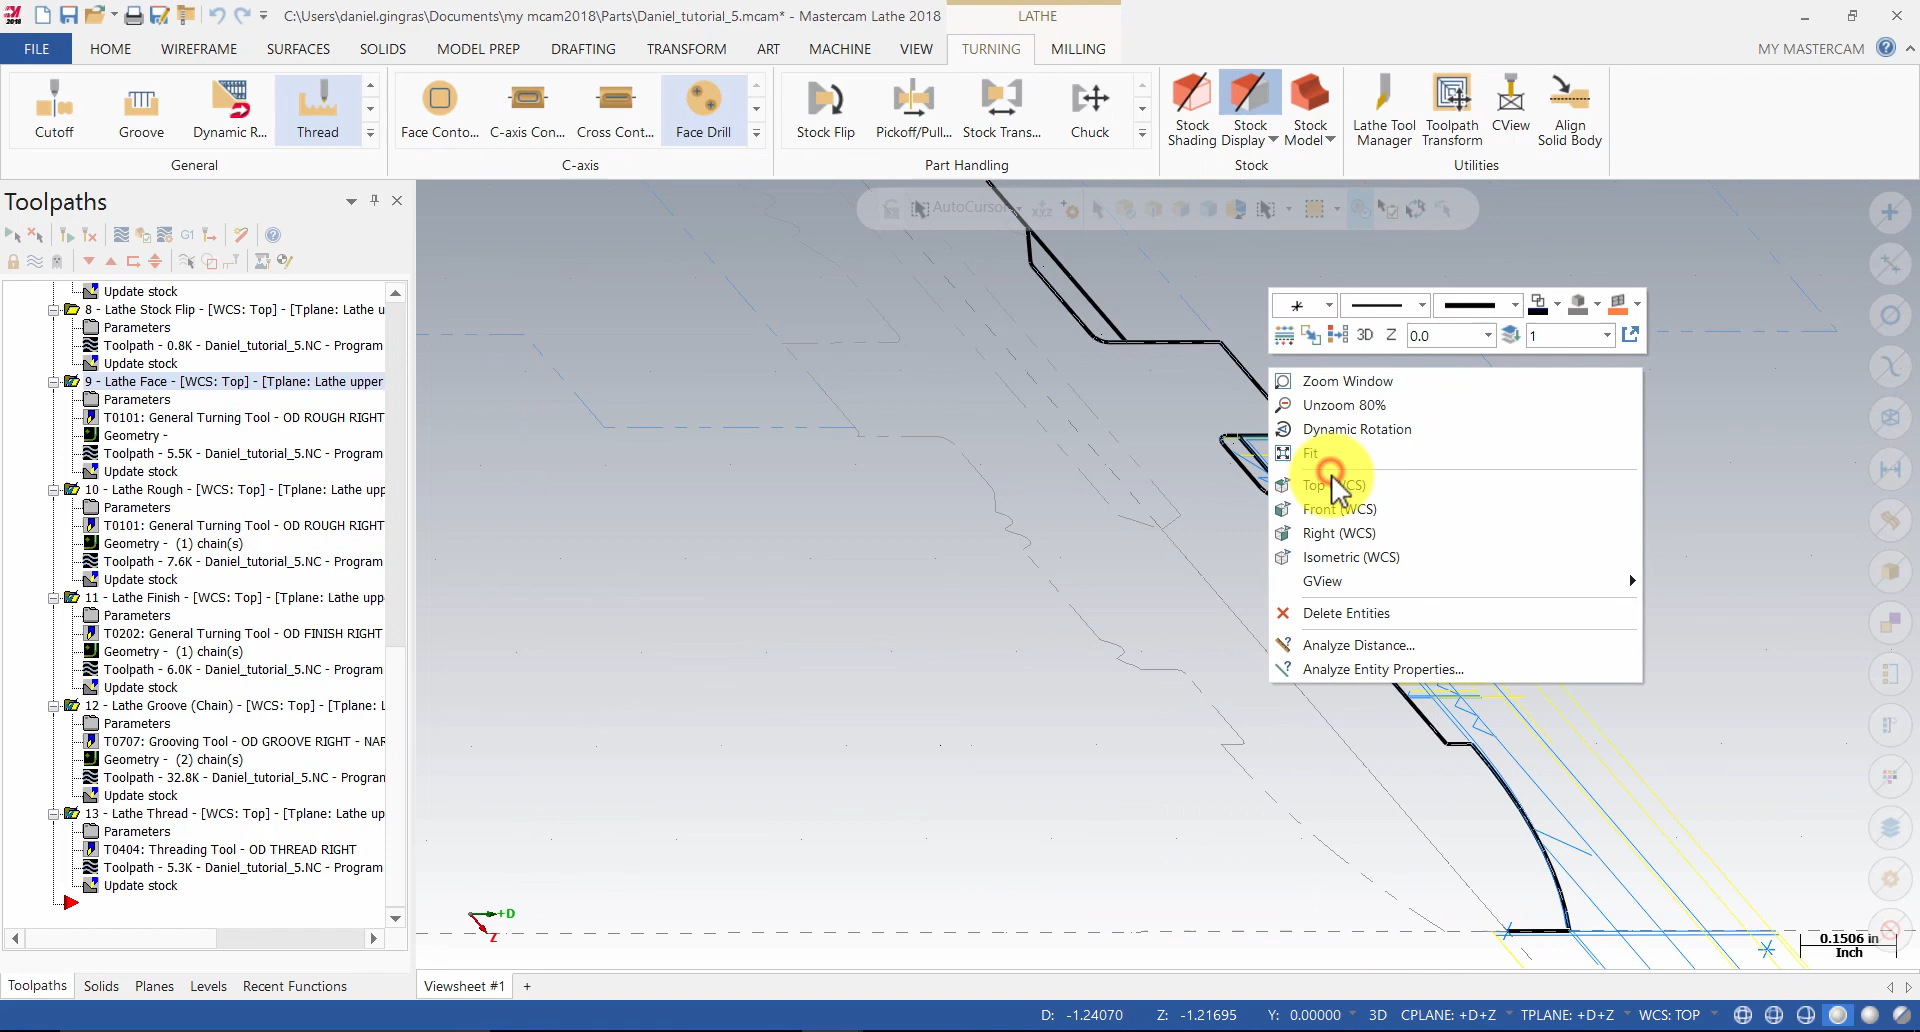 C:\Users\daniel.gingras\Documents\my mcam2018\Parts\Daniel_tutorial_5.mcam* - Mastercam Lathe 2018
LATHE
FILE HOME WIREFRAME SURFACES SOLIDS MODEL PREP DRAFTING TRANSFORM ART MACHINE VIEW TURNING MILLING MY MASTERCAM
Cutoff Groove Dynamic R... Thread Face Conto... C-axis Con... Cross Cont... Face Drill Stock Flip Pickoff/Pull... Stock Trans... Chuck
Stock Shading Stock Display Stock Model Lathe Tool Manager Toolpath Transform CView Align Solid Body
General C-axis Part Handling Stock Utilities
Toolpaths
AutoCursor
G1
Update stock
8 - Lathe Stock Flip - [WCS: Top] - [Tplane: Lathe u
Parameters
Toolpath - 0.8K - Daniel_tutorial_5.NC - Program
Update stock
9 - Lathe Face - [WCS: Top] - [Tplane: Lathe upper
Parameters
T0101: General Turning Tool - OD ROUGH RIGHT
Geometry -
Toolpath - 5.5K - Daniel_tutorial_5.NC - Program
Update stock
10 - Lathe Rough - [WCS: Top] - [Tplane: Lathe upp
Parameters
T0101: General Turning Tool - OD ROUGH RIGHT
Geometry - (1) chain(s)
Toolpath - 7.6K - Daniel_tutorial_5.NC - Program
Update stock
11 - Lathe Finish - [WCS: Top] - [Tplane: Lathe upp
Parameters
T0202: General Turning Tool - OD FINISH RIGHT
Geometry - (1) chain(s)
Toolpath - 6.0K - Daniel_tutorial_5.NC - Program
Update stock
12 - Lathe Groove (Chain) - [WCS: Top] - [Tplane: L
Parameters
T0707: Grooving Tool - OD GROOVE RIGHT - NAR
Geometry - (2) chain(s)
Toolpath - 32.8K - Daniel_tutorial_5.NC - Program
Update stock
13 - Lathe Thread - [WCS: Top] - [Tplane: Lathe up
Parameters
T0404: Threading Tool - OD THREAD RIGHT
Toolpath - 5.3K - Daniel_tutorial_5.NC - Program
Update stock
3D Z 0.0 1
Zoom Window
Unzoom 80%
Dynamic Rotation
Fit
Top (WCS)
Front (WCS)
Right (WCS)
Isometric (WCS)
GView
Delete Entities
Analyze Distance...
Analyze Entity Properties...
+D
Z
0.1506 in
Inch
Toolpaths Solids Planes Levels Recent Functions Viewsheet #1 +
D: -1.24070 Z: -1.21695 Y: 0.00000 3D CPLANE: +D+Z TPLANE: +D+Z WCS: TOP